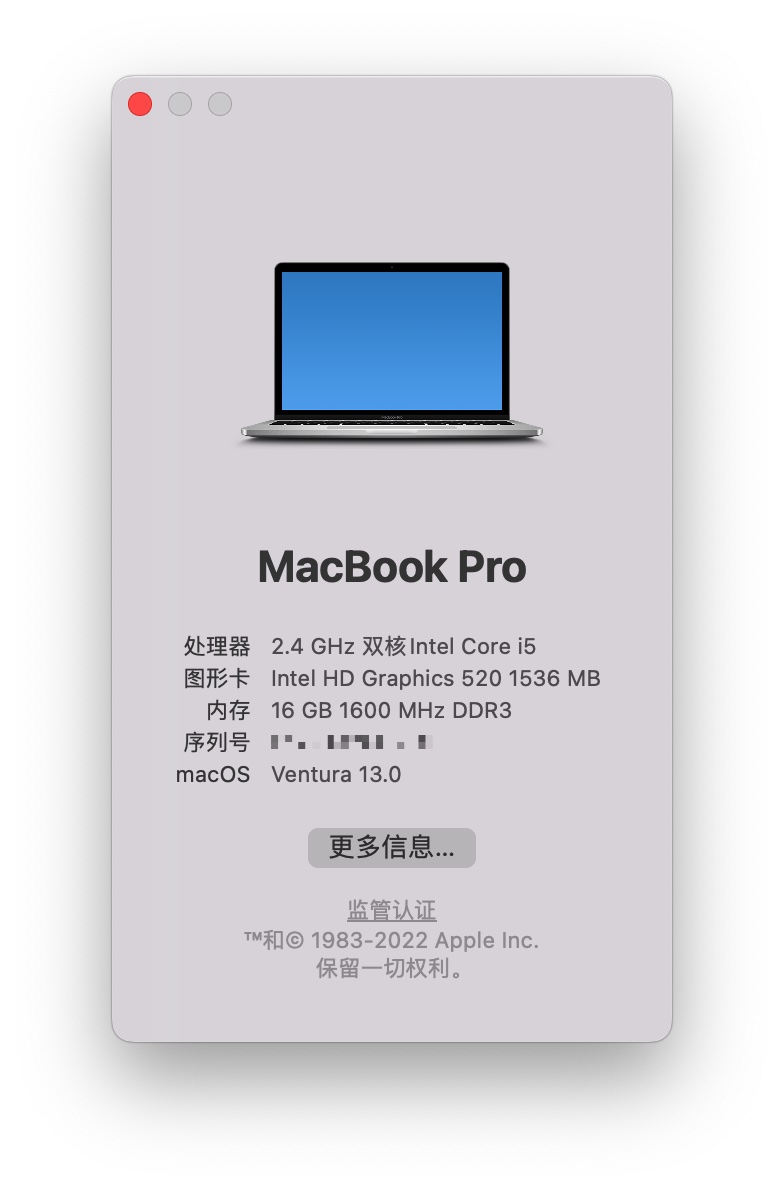 MacBook Pro
处理器 2.4 GHz 双核Intel Core i5
图形卡 Intel HD Graphics 520 1536 MB
内存 16 GB 1600 MHz DDR3
序列号
macOS Ventura 13.0
更多信息...
监管认证
™和© 1983-2022 Apple Inc.
保留一切权利。